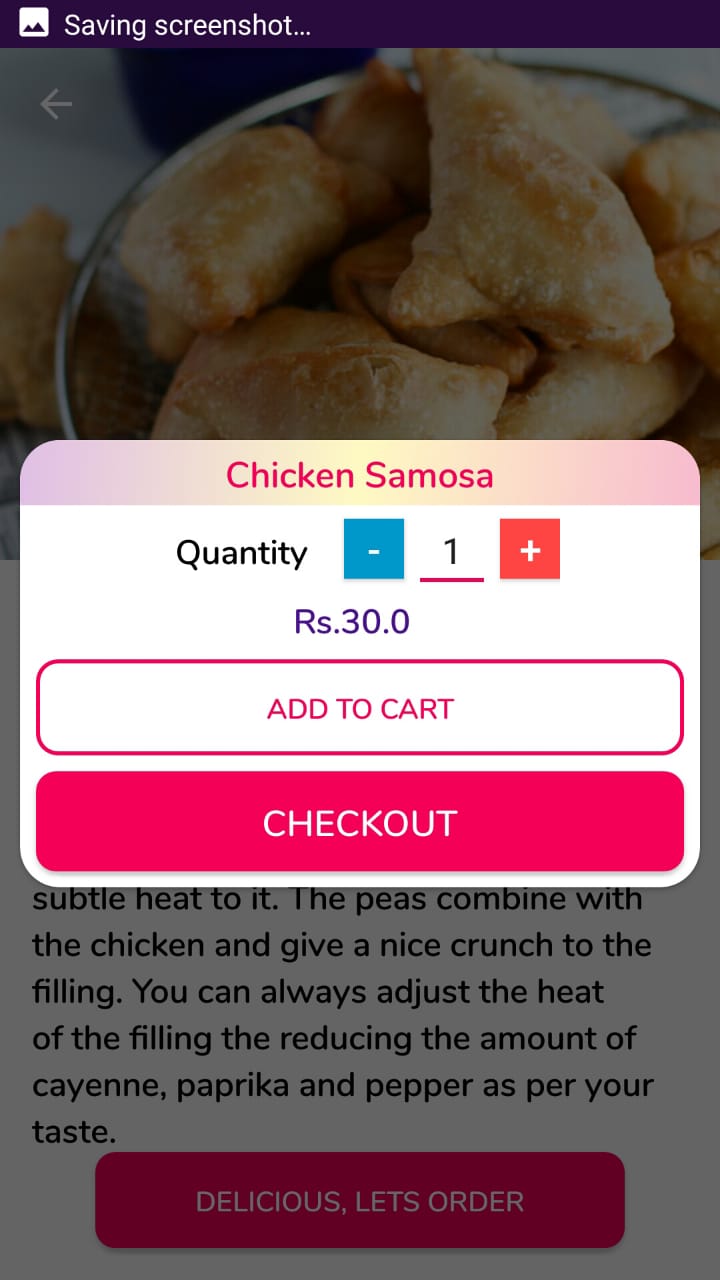 Saving screenshot...
Chicken Samosa
Quantity - 1 +
Rs.30.0
ADD TO CART
CHECKOUT
subtle heat to it. The peas combine with
the chicken and give a nice crunch to the
filling. You can always adjust the heat
of the filling the reducing the amount of
cayenne, paprika and pepper as per your
taste.
DELICIOUS, LETS ORDER